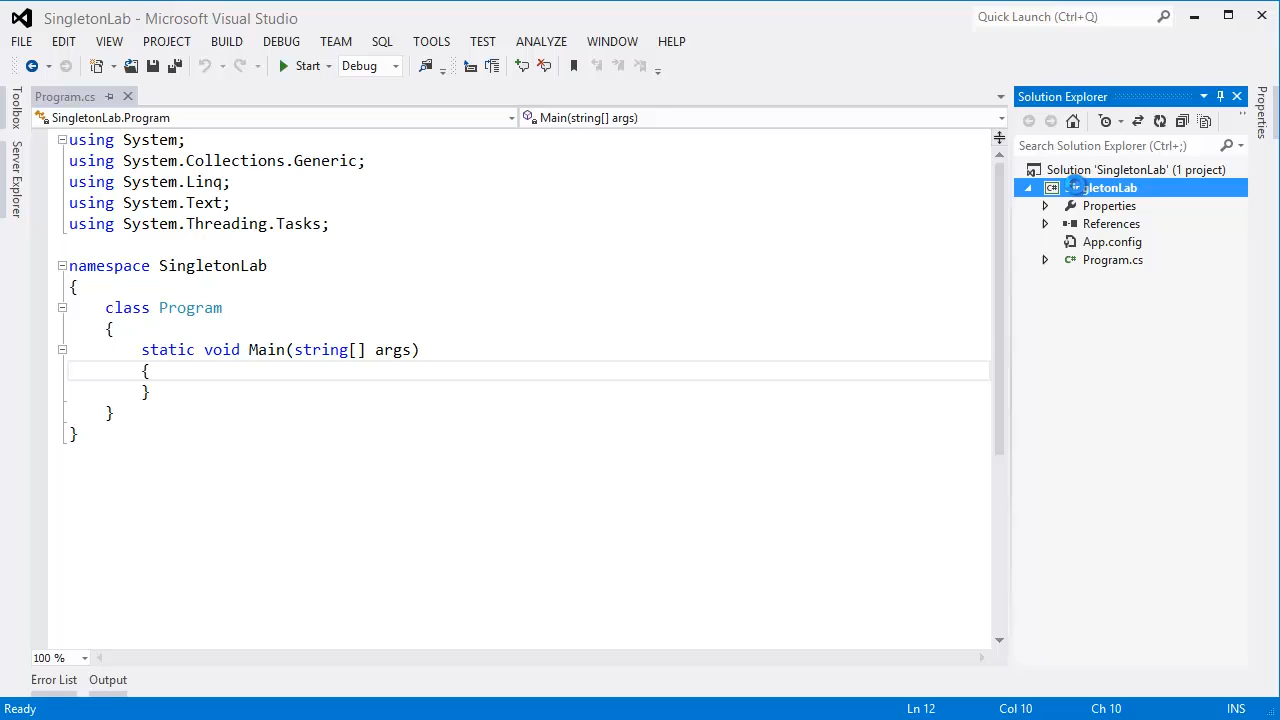 SingletonLab - Microsoft Visual Studio
Quick Launch (Ctrl+Q)
FILE EDIT VIEW PROJECT BUILD DEBUG TEAM SQL TOOLS TEST ANALYZE WINDOW HELP
Start Debug
Toolbox
Server Explorer
Program.cs
SingletonLab.Program
Main(string[] args)
using System;
using System.Collections.Generic;
using System.Linq;
using System.Text;
using System.Threading.Tasks;
namespace SingletonLab
{
class Program
{
static void Main(string[] args)
{
}
}
}
100 %
Error List Output
Solution Explorer
Search Solution Explorer (Ctrl+;)
Solution 'SingletonLab' (1 project)
SingletonLab
Properties
References
App.config
C# Program.cs
Properties
Ready
Ln 12 Col 10 Ch 10 INS